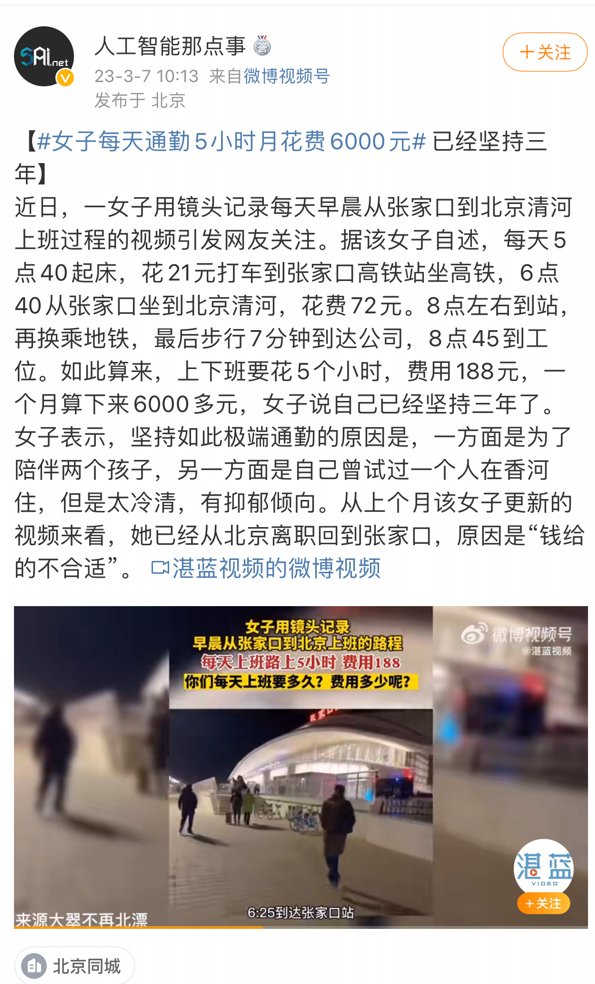 5Ai.net
人工智能那点事
23-3-7 10:13 来自微博视频号
发布于 北京
+关注
【#女子每天通勤5小时月花费6000元# 已经坚持三
年】
近日，一女子用镜头记录每天早晨从张家口到北京清河
上班过程的视频引发网友关注。据该女子自述，每天5
点40起床，花21元打车到张家口高铁站坐高铁，6点
40从张家口坐到北京清河，花费72元。8点左右到站，
再换乘地铁，最后步行7分钟到达公司，8点45到工
位。如此算来，上下班要花5个小时，费用188元，一
个月算下来6000多元，女子说自己已经坚持三年了。
女子表示，坚持如此极端通勤的原因是，一方面是为了
陪伴两个孩子，另一方面是自己曾试过一个人在香河
住，但是太冷清，有抑郁倾向。从上个月该女子更新的
视频来看，她已经从北京离职回到张家口，原因是“钱给
的不合适”。 湛蓝视频的微博视频
女子用镜头记录
早晨从张家口到北京上班的路程
每天上班路上5小时 费用188
你们每天上班要多久？费用多少呢？
微博视频号
@湛蓝视频
湛蓝
VIDEO
+关注
6:25到达张家口站
来源大翠不再北漂
北京同城